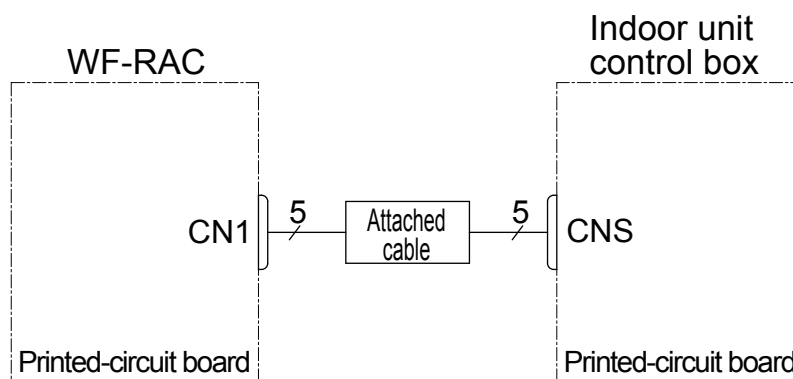 WF-RAC
Indoor unit
control box
CN1
5
Attached
cable
5
CNS
Printed-circuit board
Printed-circuit board